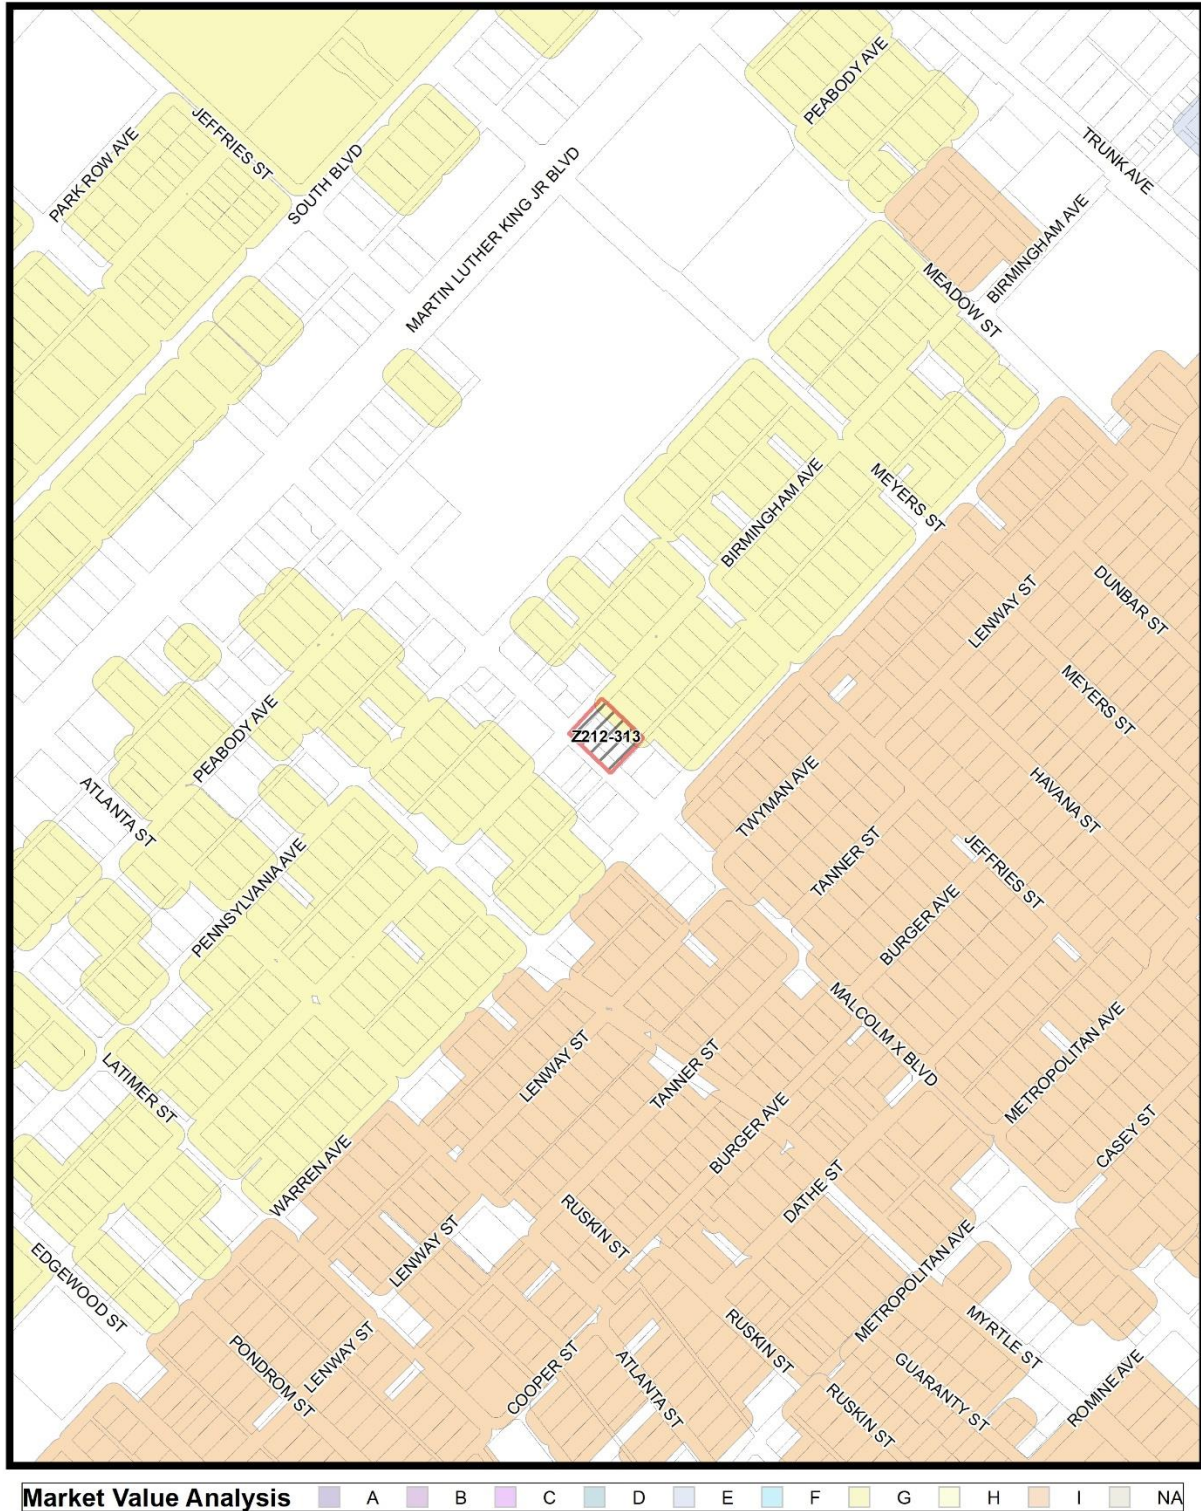 PEABODY AVE
JEFFRIES ST
PARK ROW AVE
SOUTH BLVD
TRUNK AVE
MARTIN LUTHER KING JR BLVD
BIRMINGHAM AVE
MEADOW ST
BIRMINGHAM AVE
MEYERS ST
DUNBAR ST
LENWAY ST
MEYERS ST
PEABODY AVE
Z212-313
ATLANTA ST
TWYMAN AVE
HAVANA ST
TANNER ST
JEFFRIES ST
PENNSYLVANIA AVE
BURGER AVE
MALCOLM X BLVD
METROPOLITAN AVE
LENWAY ST
TANNER ST
LATIMER ST
BURGER AVE
CASEY ST
WARREN AVE
DATHE ST
RUSKIN ST
LENWAY ST
EDGEWOOD ST
METROPOLITAN AVE
MYRTLE ST
RUSKIN ST
LENWAY ST
PONDROM ST
COOPER ST
ATLANTA ST
GUARANTY ST
ROMINE AVE
RUSKIN ST
Market Value Analysis A B C D E F G H I NA